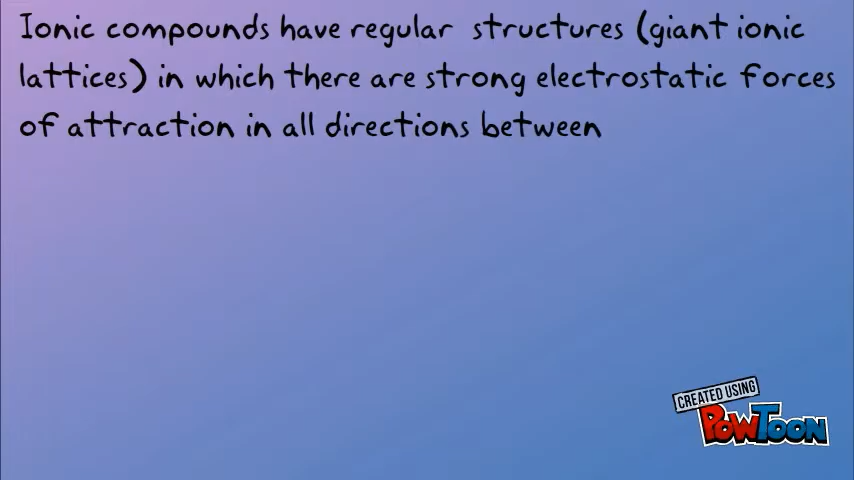 Ionic compounds have regular structures (giant ionic
lattices) in which there are strong electrostatic forces
of attraction in all directions between
CREATED USING
POWTOON